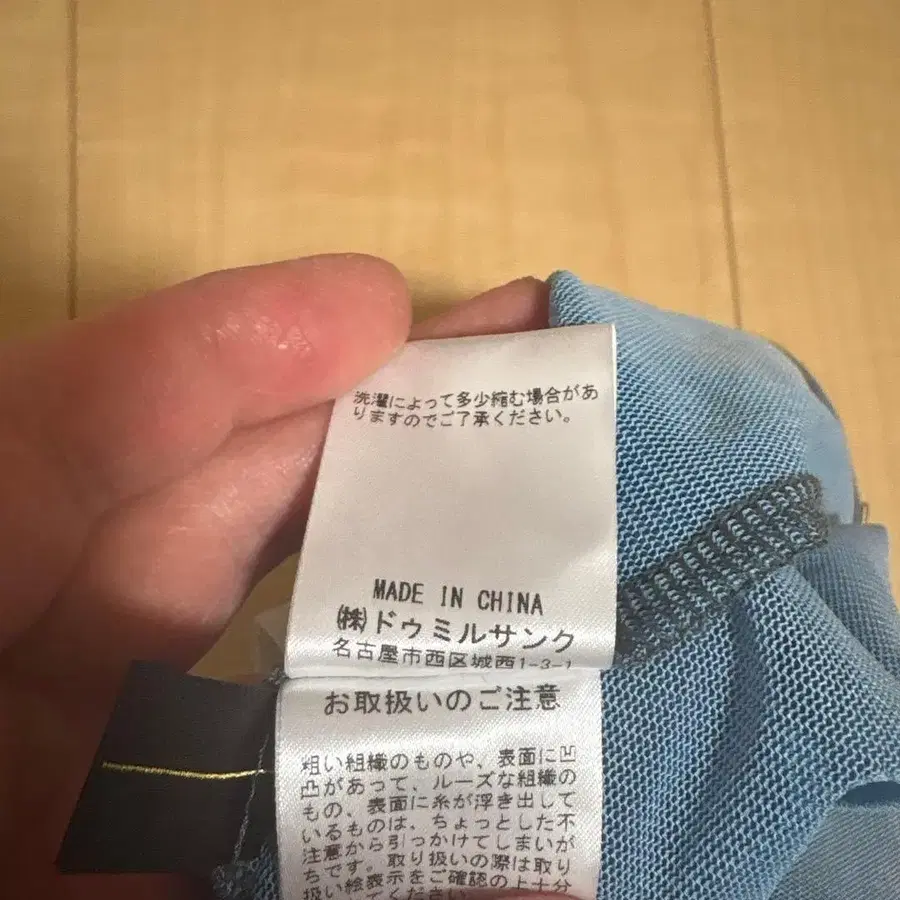 洗濯によって多少縮む場合があ
りますのでご了承ください。
MADE IN CHINA
㈱ドゥミルサンク
名古屋市西区城西1-3-1
お取扱いのご注意
粗い組織のものや、表面に凹
凸があって、ルーズな組織の
もの、表面に糸が浮き出して
いるものは、ちょっとした不
注意から引っかけてしまいが
ちです。取り扱いの際は取り
扱い絵表示をご確認の上十分